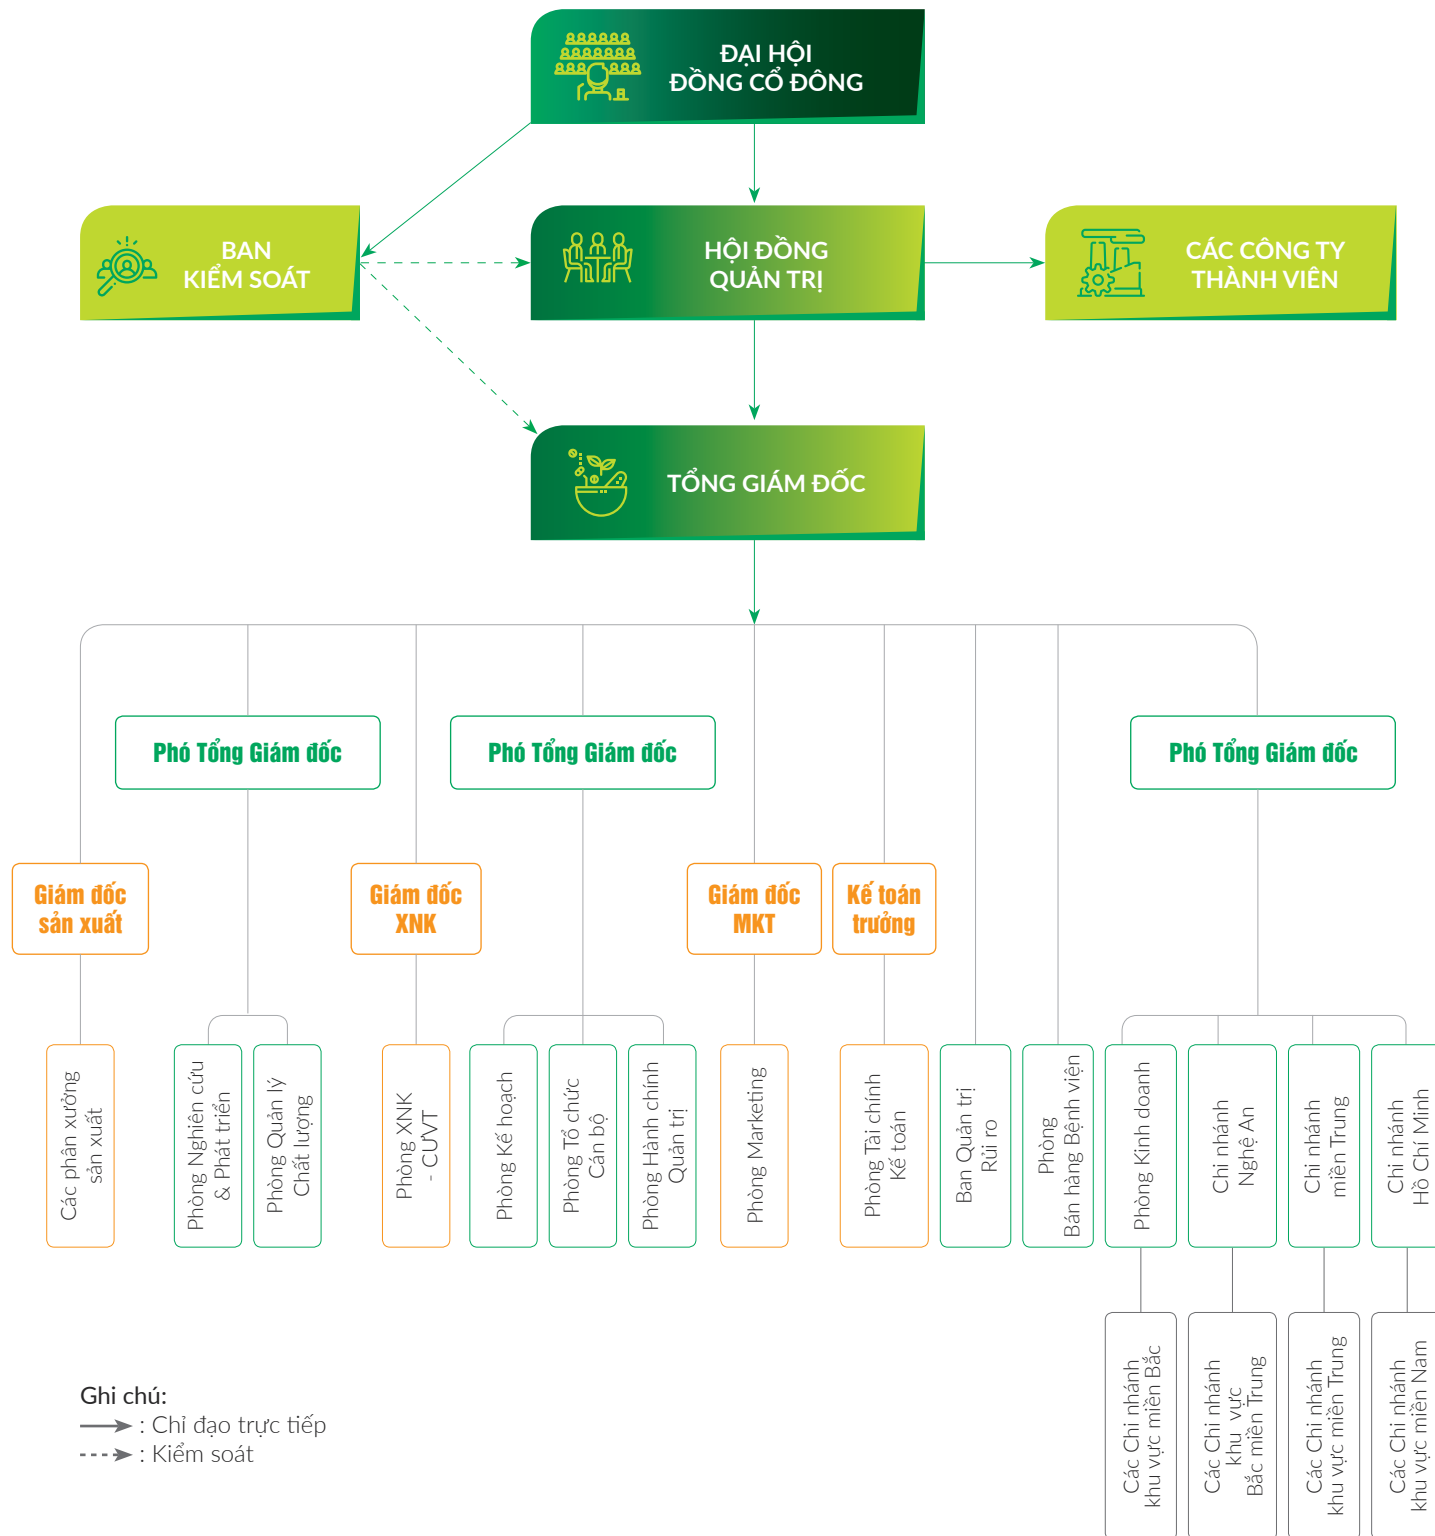 ĐẠI HỘI
ĐỒNG CỔ ĐÔNG
BAN
KIỂM SOÁT
HỘI ĐỒNG
QUẢN TRỊ
CÁC CÔNG TY
THÀNH VIÊN
TỔNG GIÁM ĐỐC
Phó Tổng Giám đốc
Phó Tổng Giám đốc
Phó Tổng Giám đốc
Giám đốc
sản xuất
Giám đốc
XNK
Giám đốc
MKT
Kế toán
trưởng
Các phân xưởng
sản xuất
Phòng Nghiên cứu
& Phát triển
Phòng Quản lý
Chất lượng
Phòng XNK
- CƯVT
Phòng Kế hoạch
Phòng Tổ chức
Cán bộ
Phòng Hành chính
Quản trị
Phòng Marketing
Phòng Tài chính
Kế toán
Ban Quản trị
Rủi ro
Phòng
Bán hàng Bệnh viện
Phòng Kinh doanh
Chi nhánh
Nghệ An
Chi nhánh
miền Trung
Chi nhánh
Hồ Chí Minh
Các Chi nhánh
khu vực miền Bắc
Các Chi nhánh
khu vực
Bắc miền Trung
Các Chi nhánh
khu vực miền Trung
Các Chi nhánh
khu vực miền Nam
Ghi chú:
: Chỉ đạo trực tiếp
: Kiểm soát